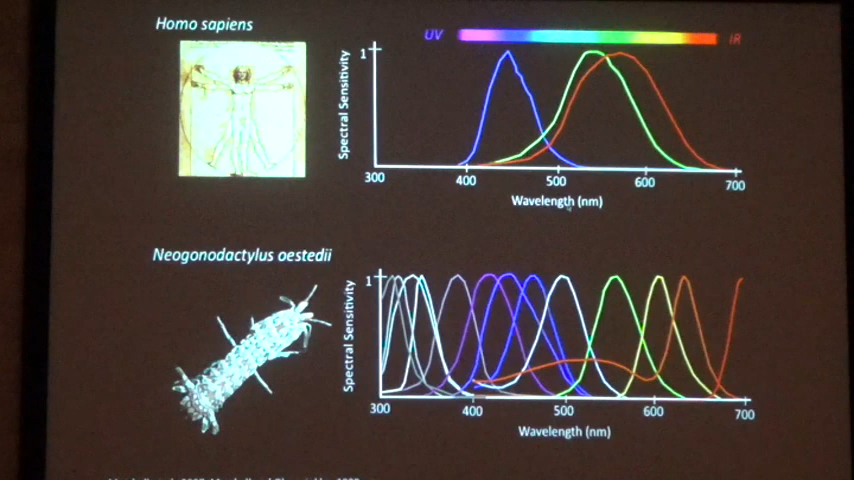 Homo sapiens
UV
IR
1
Spectral Sensitivity
300
400
500
600
700
Wavelength (nm)
Neogonodactylus oestedii
1
Spectral Sensitivity
300
400
500
600
700
Wavelength (nm)